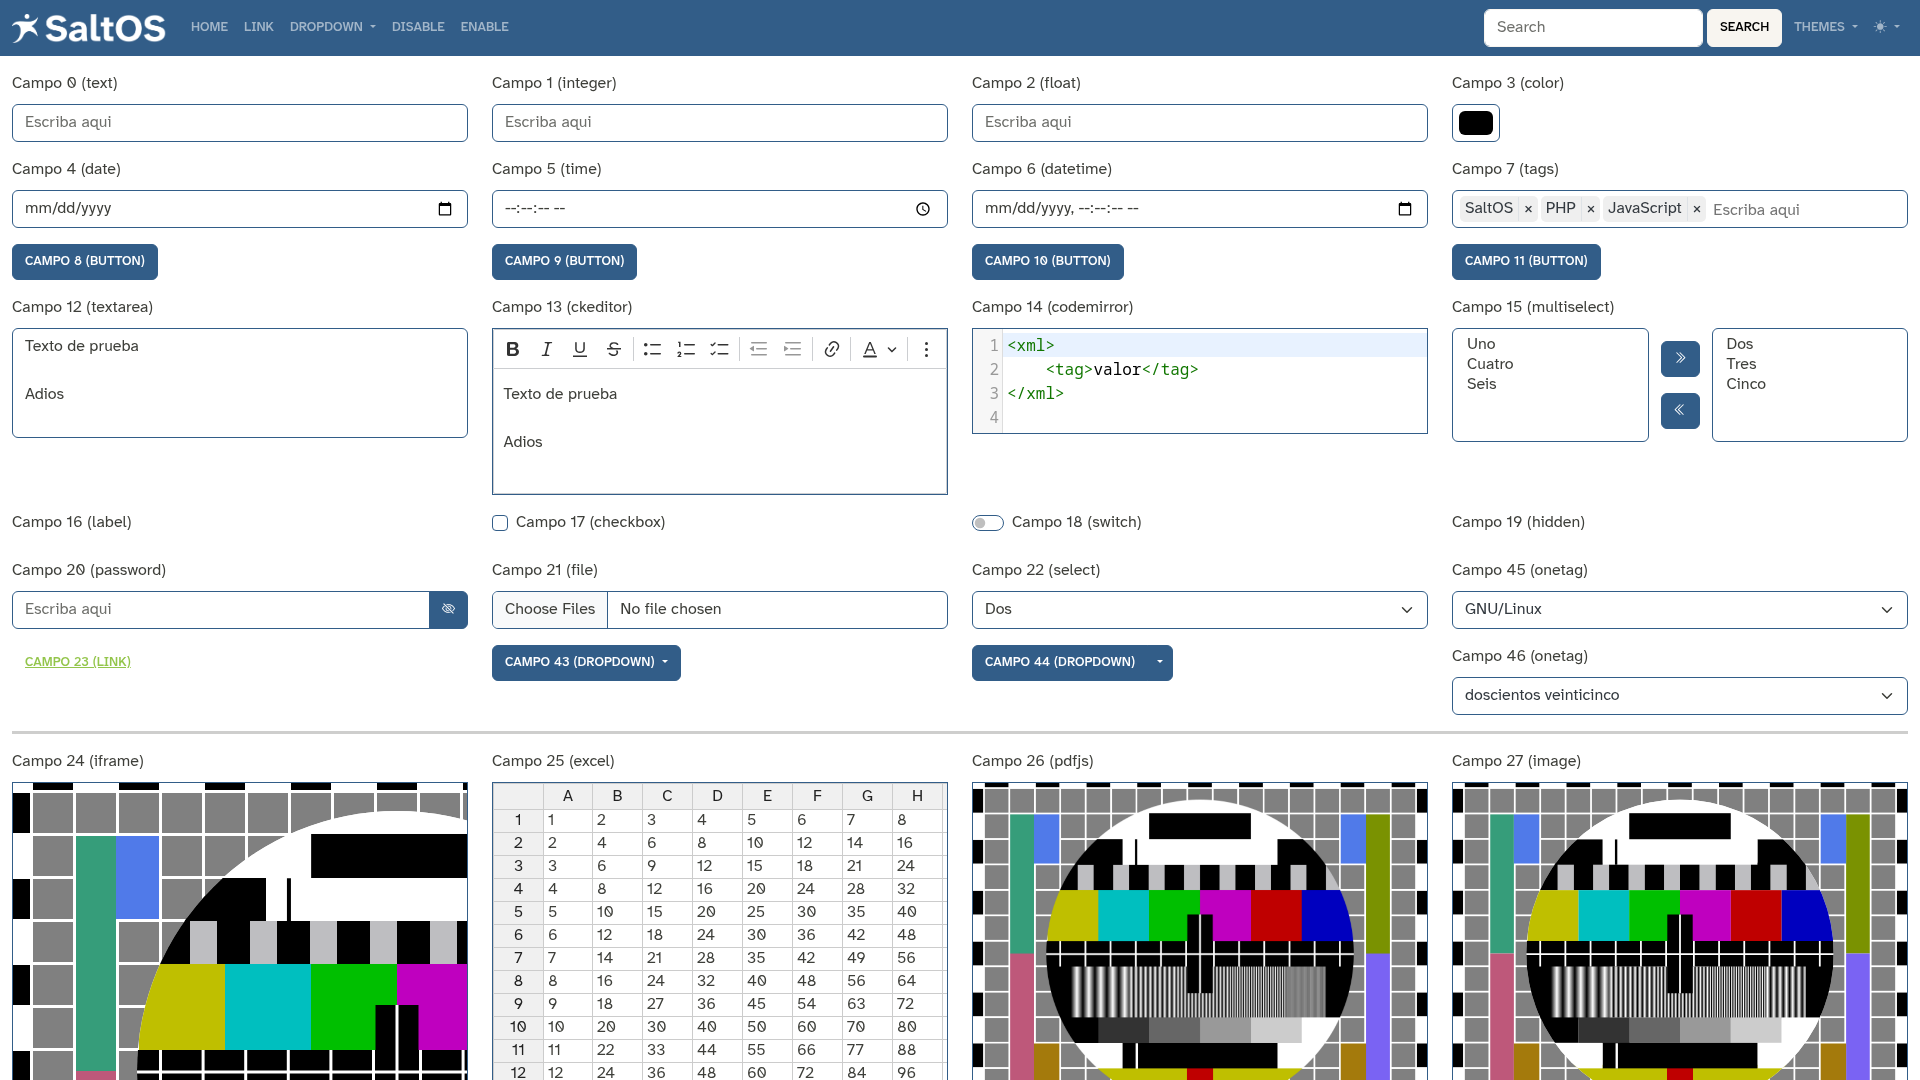 SaltOS HOME LINK DROPDOWN DISABLE ENABLE Search SEARCH THEMES
Campo 0 (text) Campo 1 (integer) Campo 2 (float) Campo 3 (color)
Escriba aqui Escriba aqui Escriba aqui
Campo 4 (date) Campo 5 (time) Campo 6 (datetime) Campo 7 (tags)
mm/dd/yyyy --:--:-- -- mm/dd/yyyy, --:--:-- -- SaltOS × PHP × JavaScript × Escriba aqui
CAMPO 8 (BUTTON) CAMPO 9 (BUTTON) CAMPO 10 (BUTTON) CAMPO 11 (BUTTON)
Campo 12 (textarea) Campo 13 (ckeditor) Campo 14 (codemirror) Campo 15 (multiselect)
Texto de prueba
Adios
B I U S A
Texto de prueba
Adios
1 <xml>
2 <tag>valor</tag>
3 </xml>
4
Uno
Cuatro
Seis
Dos
Tres
Cinco
Campo 16 (label) Campo 17 (checkbox) Campo 18 (switch) Campo 19 (hidden)
Campo 20 (password) Campo 21 (file) Campo 22 (select) Campo 45 (onetag)
Escriba aqui Choose Files No file chosen Dos GNU/Linux
CAMPO 23 (LINK) CAMPO 43 (DROPDOWN) CAMPO 44 (DROPDOWN) Campo 46 (onetag)
doscientos veinticinco
Campo 24 (iframe) Campo 25 (excel) Campo 26 (pdfjs) Campo 27 (image)
A B C D E F G H
1 1 2 3 4 5 6 7 8
2 2 4 6 8 10 12 14 16
3 3 6 9 12 15 18 21 24
4 4 8 12 16 20 24 28 32
5 5 10 15 20 25 30 35 40
6 6 12 18 24 30 36 42 48
7 7 14 21 28 35 42 49 56
8 8 16 24 32 40 48 56 64
9 9 18 27 36 45 54 63 72
10 10 20 30 40 50 60 70 80
11 11 22 33 44 55 66 77 88
12 12 24 36 48 60 72 84 96